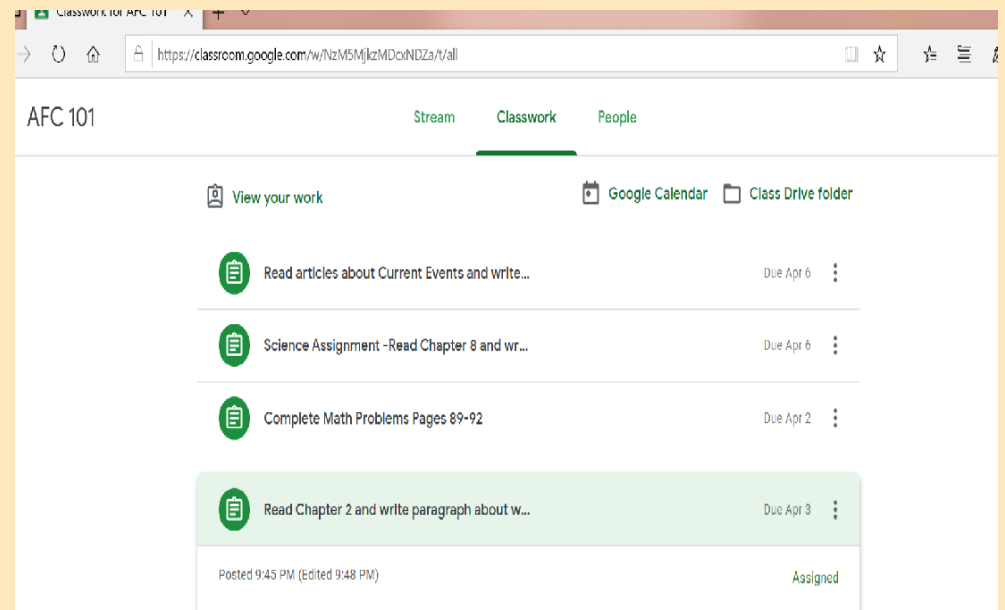 Classwork for AFC 101
https://classroom.google.com/w/NzM5MjkzMDcxNDZa/t/all
AFC 101
Stream Classwork People
View your work Google Calendar Class Drive folder
Read articles about Current Events and write... Due Apr 6
Science Assignment -Read Chapter 8 and wr... Due Apr 6
Complete Math Problems Pages 89-92 Due Apr 2
Read Chapter 2 and write paragraph about w... Due Apr 3
Posted 9:45 PM (Edited 9:48 PM) Assigned